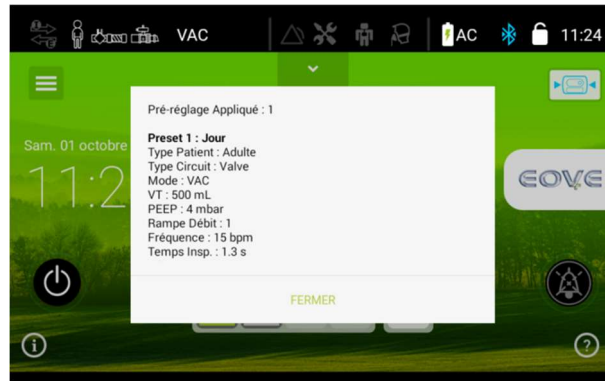 VAC
AC
11:24
Sam. 01 octobre
11:2
Pré-réglage Appliqué : 1
Preset 1 : Jour
Type Patient : Adulte
Type Circuit : Valve
Mode : VAC
VT : 500 mL
PEEP : 4 mbar
Rampe Débit : 1
Fréquence : 15 bpm
Temps Insp. : 1.3 s
FERMER
EOVE
i
?